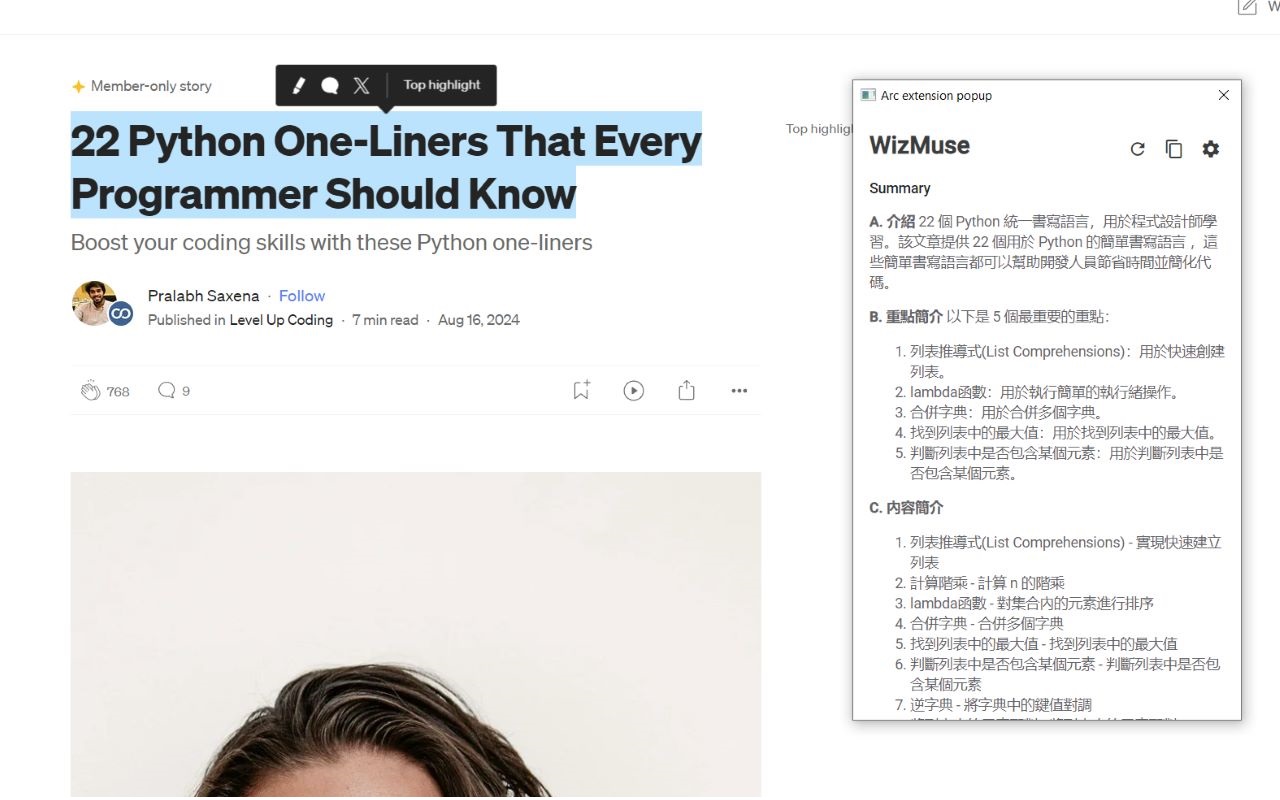 W
Member-only story
Top highlight
22 Python One-Liners That Every
Programmer Should Know
Boost your coding skills with these Python one-liners
Pralabh Saxena · Follow
Published in Level Up Coding · 7 min read · Aug 16, 2024
768
9
Top highligh
Arc extension popup
WizMuse
Summary
A. 介紹 22 個 Python 統一書寫語言，用於程式設計師學
習。該文章提供 22 個用於 Python 的簡單書寫語言 ，這
些簡單書寫語言都可以幫助開發人員節省時間並簡化代
碼。
B. 重點簡介 以下是 5 個最重要的重點：
1. 列表推導式(List Comprehensions)：用於快速創建
列表。
2. lambda函數：用於執行簡單的執行緒操作。
3. 合併字典：用於合併多個字典。
4. 找到列表中的最大值：用於找到列表中的最大值。
5. 判斷列表中是否包含某個元素：用於判斷列表中是
否包含某個元素。
C. 內容簡介
1. 列表推導式(List Comprehensions) - 實現快速建立
列表
2. 計算階乘 - 計算 n 的階乘
3. lambda函數 - 對集合內的元素進行排序
4. 合併字典 - 合併多個字典
5. 找到列表中的最大值 - 找到列表中的最大值
6. 判斷列表中是否包含某個元素 - 判斷列表中是否包
含某個元素
7. 逆字典 - 將字典中的鍵值對調